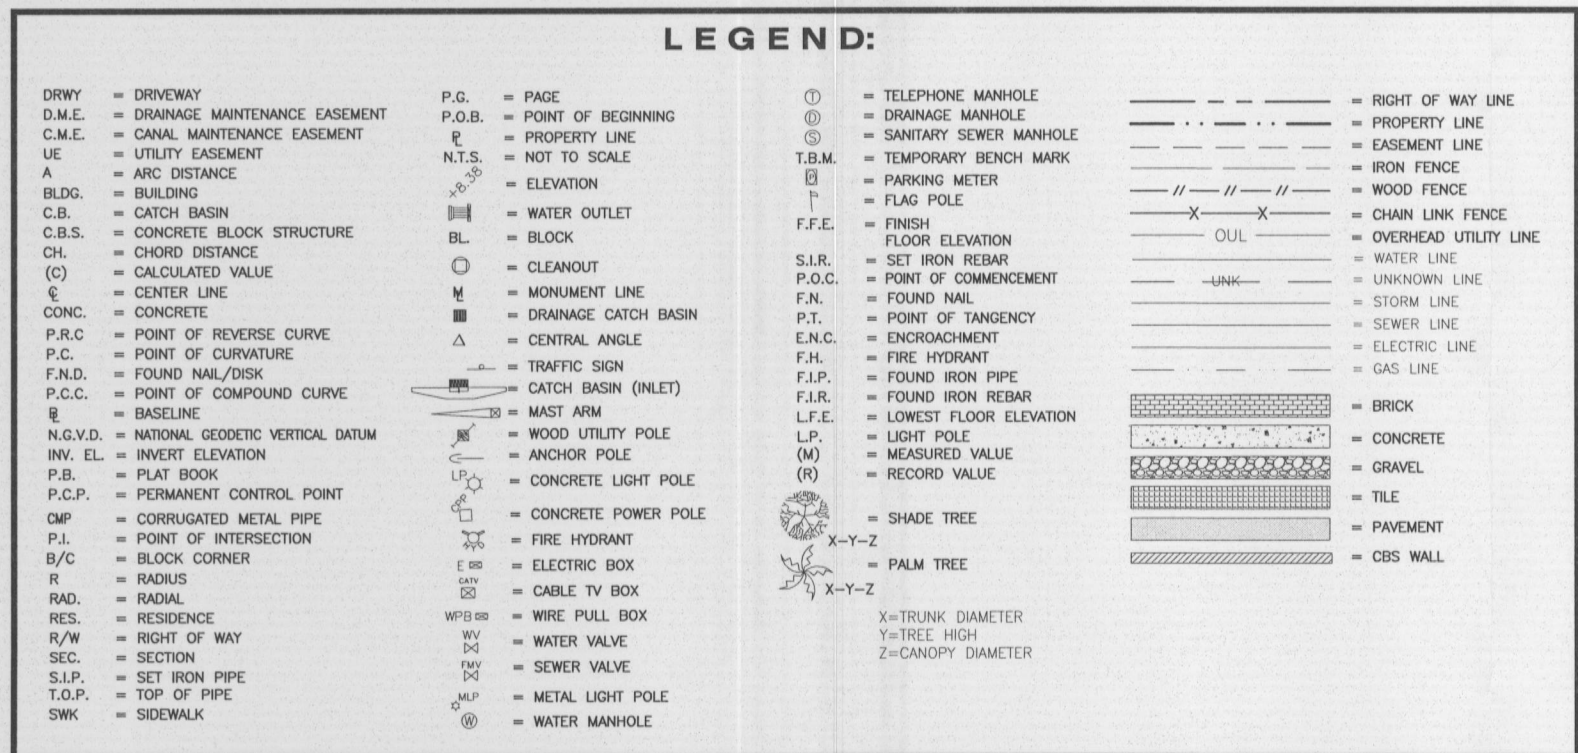 LEGEND:
DRWY = DRIVEWAY
D.M.E. = DRAINAGE MAINTENANCE EASEMENT
C.M.E. = CANAL MAINTENANCE EASEMENT
UE = UTILITY EASEMENT
A = ARC DISTANCE
BLDG. = BUILDING
C.B. = CATCH BASIN
C.B.S. = CONCRETE BLOCK STRUCTURE
CH. = CHORD DISTANCE
(C) = CALCULATED VALUE
℄ = CENTER LINE
CONC. = CONCRETE
P.R.C = POINT OF REVERSE CURVE
P.C. = POINT OF CURVATURE
F.N.D. = FOUND NAIL/DISK
P.C.C. = POINT OF COMPOUND CURVE
BL = BASELINE
N.G.V.D. = NATIONAL GEODETIC VERTICAL DATUM
INV. EL. = INVERT ELEVATION
P.B. = PLAT BOOK
P.C.P. = PERMANENT CONTROL POINT
CMP = CORRUGATED METAL PIPE
P.I. = POINT OF INTERSECTION
B/C = BLOCK CORNER
R = RADIUS
RAD. = RADIAL
RES. = RESIDENCE
R/W = RIGHT OF WAY
SEC. = SECTION
S.I.P. = SET IRON PIPE
T.O.P. = TOP OF PIPE
SWK = SIDEWALK
P.G. = PAGE
P.O.B. = POINT OF BEGINNING
PL = PROPERTY LINE
N.T.S. = NOT TO SCALE
+8.38 = ELEVATION
= WATER OUTLET
BL. = BLOCK
= CLEANOUT
ML = MONUMENT LINE
= DRAINAGE CATCH BASIN
△ = CENTRAL ANGLE
= TRAFFIC SIGN
= CATCH BASIN (INLET)
= MAST ARM
= WOOD UTILITY POLE
= ANCHOR POLE
LP = CONCRETE LIGHT POLE
PP = CONCRETE POWER POLE
= FIRE HYDRANT
E = ELECTRIC BOX
CATV
= CABLE TV BOX
WPB = WIRE PULL BOX
WV
= WATER VALVE
FMV
= SEWER VALVE
MLP = METAL LIGHT POLE
Ⓦ = WATER MANHOLE
Ⓣ = TELEPHONE MANHOLE
Ⓓ = DRAINAGE MANHOLE
Ⓢ = SANITARY SEWER MANHOLE
T.B.M. = TEMPORARY BENCH MARK
= PARKING METER
= FLAG POLE
F.F.E. = FINISH
FLOOR ELEVATION
S.I.R. = SET IRON REBAR
P.O.C. = POINT OF COMMENCEMENT
F.N. = FOUND NAIL
P.T. = POINT OF TANGENCY
E.N.C. = ENCROACHMENT
F.H. = FIRE HYDRANT
F.I.P. = FOUND IRON PIPE
F.I.R. = FOUND IRON REBAR
L.F.E. = LOWEST FLOOR ELEVATION
L.P. = LIGHT POLE
(M) = MEASURED VALUE
(R) = RECORD VALUE
= SHADE TREE
X-Y-Z
= PALM TREE
X-Y-Z
X=TRUNK DIAMETER
Y=TREE HIGH
Z=CANOPY DIAMETER
= RIGHT OF WAY LINE
= PROPERTY LINE
= EASEMENT LINE
= IRON FENCE
= WOOD FENCE
X X = CHAIN LINK FENCE
OUL = OVERHEAD UTILITY LINE
= WATER LINE
UNK = UNKNOWN LINE
= STORM LINE
= SEWER LINE
= ELECTRIC LINE
= GAS LINE
= BRICK
= CONCRETE
= GRAVEL
= TILE
= PAVEMENT
= CBS WALL